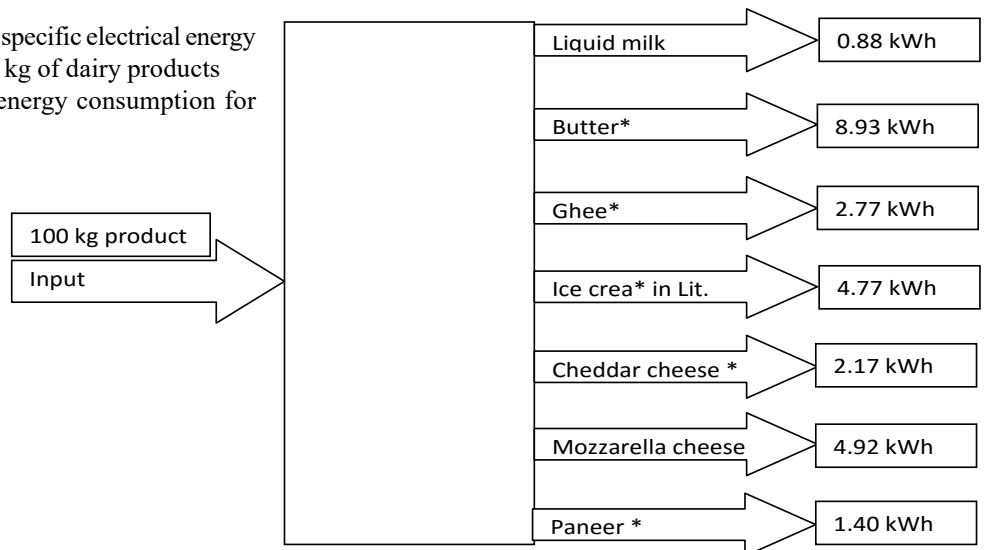 specific electrical energy
kg of dairy products
energy consumption for
100 kg product
Input
Liquid milk
0.88 kWh
Butter*
8.93 kWh
Ghee*
2.77 kWh
Ice crea* in Lit.
4.77 kWh
Cheddar cheese *
2.17 kWh
Mozzarella cheese
4.92 kWh
Paneer *
1.40 kWh